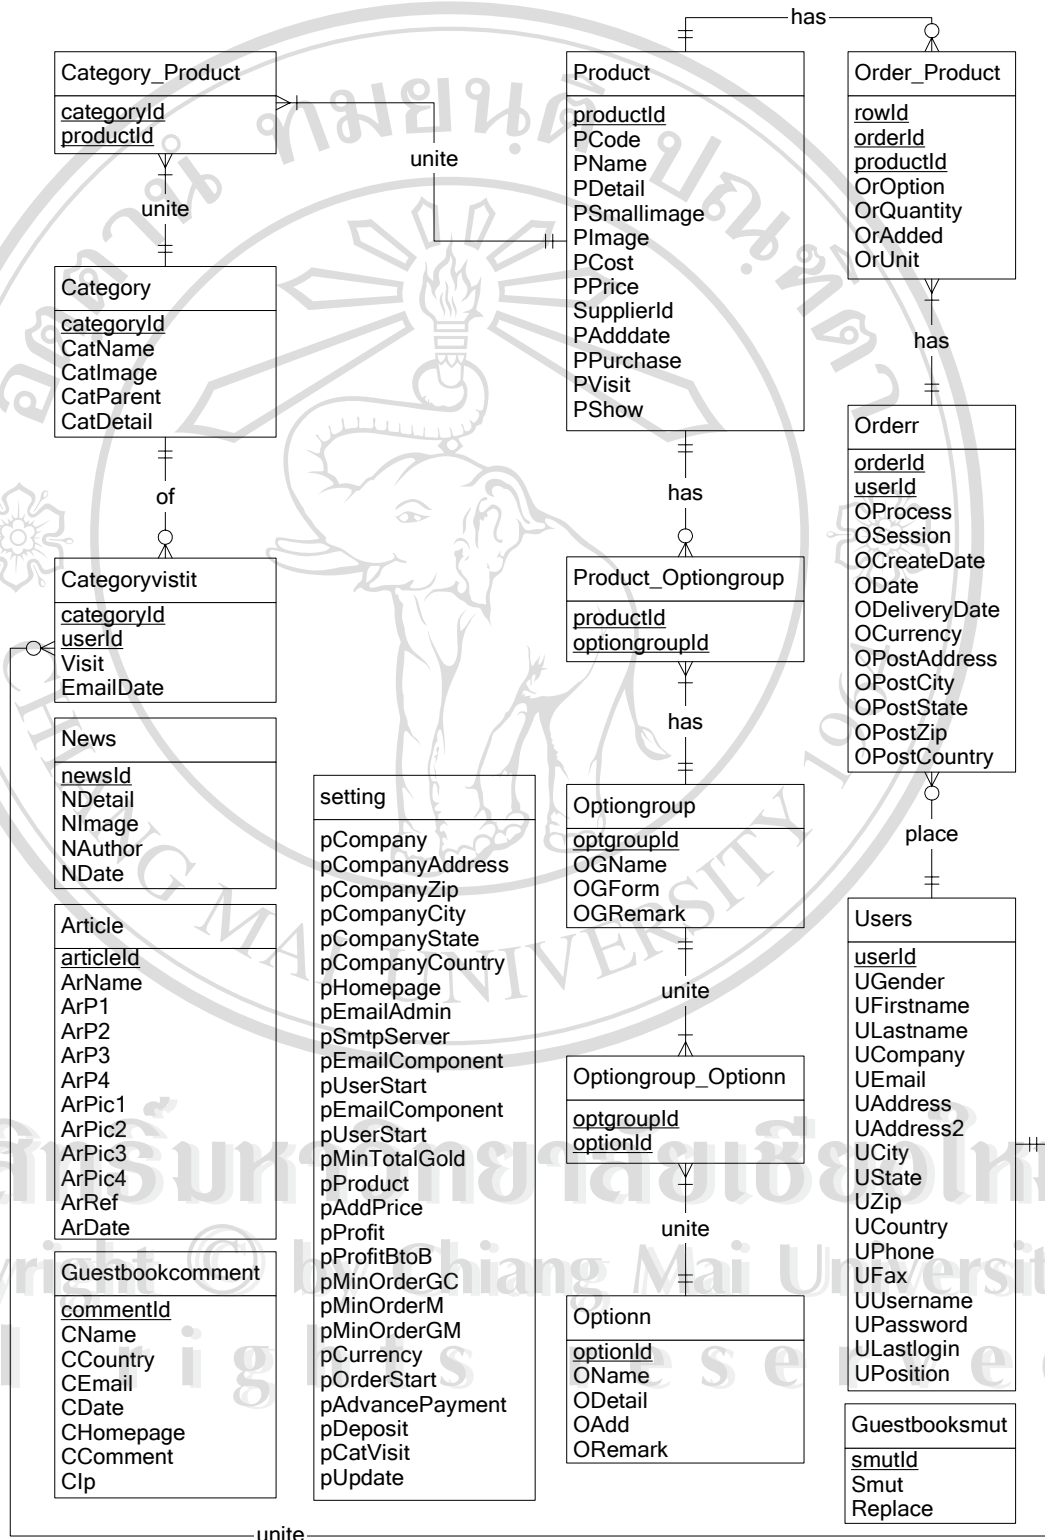 has
Category_Product
categoryId
productId
unite
Category
categoryId
CatName
CatImage
CatParent
CatDetail
of
Categoryvistit
categoryId
userId
Visit
EmailDate
News
newsId
NDetail
NImage
NAuthor
NDate
Article
articleId
ArName
ArP1
ArP2
ArP3
ArP4
ArPic1
ArPic2
ArPic3
ArPic4
ArRef
ArDate
Guestbookcomment
commentId
CName
CCountry
CEmail
CDate
CHomepage
CComment
CIp
unite
setting
pCompany
pCompanyAddress
pCompanyZip
pCompanyCity
pCompanyState
pCompanyCountry
pHomepage
pEmailAdmin
pSmtpServer
pEmailComponent
pUserStart
pEmailComponent
pUserStart
pMinTotalGold
pProduct
pAddPrice
pProfit
pProfitBtoB
pMinOrderGC
pMinOrderM
pMinOrderGM
pCurrency
pOrderStart
pAdvancePayment
pDeposit
pCatVisit
pUpdate
unite
Product
productId
PCode
PName
PDetail
PSmallimage
PImage
PCost
PPrice
SupplierId
PAdddate
PPurchase
PVisit
PShow
has
Product_Optiongroup
productId
optiongroupId
has
Optiongroup
optgroupId
OGName
OGForm
OGRemark
unite
Optiongroup_Optionn
optgroupId
optionId
unite
Optionn
optionId
OName
ODetail
OAdd
ORemark
Order_Product
rowId
orderId
productId
OrOption
OrQuantity
OrAdded
OrUnit
has
Orderr
orderId
userId
OProcess
OSession
OCreateDate
ODate
ODeliveryDate
OCurrency
OPostAddress
OPostCity
OPostState
OPostZip
OPostCountry
place
Users
userId
UGender
UFirstname
ULastname
UCompany
UEmail
UAddress
UAddress2
UCity
UState
UZip
UCountry
UPhone
UFax
UUsername
UPassword
ULastlogin
UPosition
Guestbooksmut
smutId
Smut
Replace
CHIANG MAI UNIVERSITY 1964
© by Chiang Mai
rights